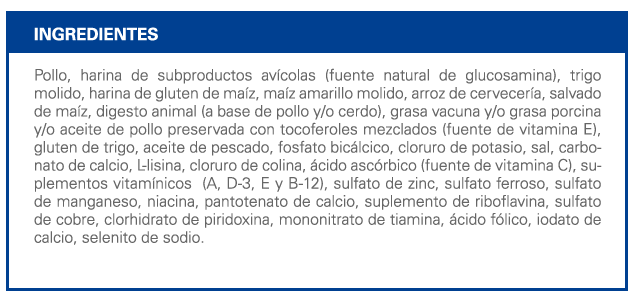 INGREDIENTES
Pollo, harina de subproductos avícolas (fuente natural de glucosamina), trigo
molido, harina de gluten de maíz, maíz amarillo molido, arroz de cervecería, salvado
de maíz, digesto animal (a base de pollo y/o cerdo), grasa vacuna y/o grasa porcina
y/o aceite de pollo preservada con tocoferoles mezclados (fuente de vitamina E),
gluten de trigo, aceite de pescado, fosfato bicálcico, cloruro de potasio, sal, carbo-
nato de calcio, L-lisina, cloruro de colina, ácido ascórbico (fuente de vitamina C), su-
plementos vitamínicos (A, D-3, E y B-12), sulfato de zinc, sulfato ferroso, sulfato
de manganeso, niacina, pantotenato de calcio, suplemento de riboflavina, sulfato
de cobre, clorhidrato de piridoxina, mononitrato de tiamina, ácido fólico, iodato de
calcio, selenito de sodio.